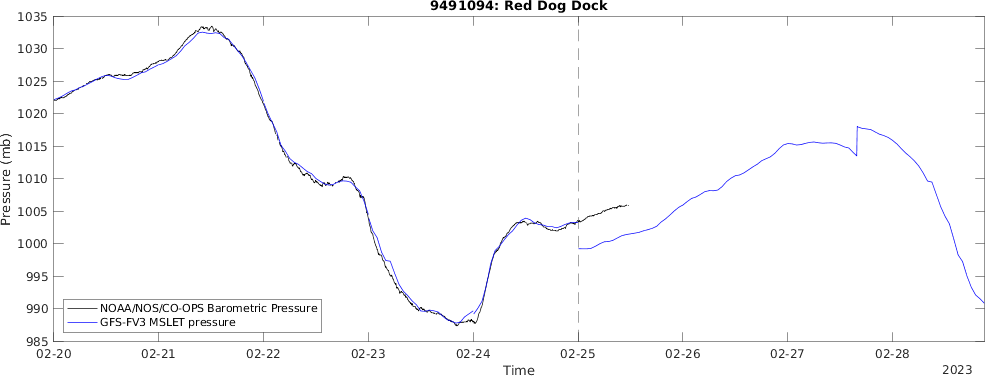 9491094: Red Dog Dock
Pressure (mb)
1035
1030
1025
1020
1015
1010
1005
1000
995
990
985
NOAA/NOS/CO-OPS Barometric Pressure
GFS-FV3 MSLET pressure
02-20 02-21 02-22 02-23 02-24 02-25 02-26 02-27 02-28
Time
2023